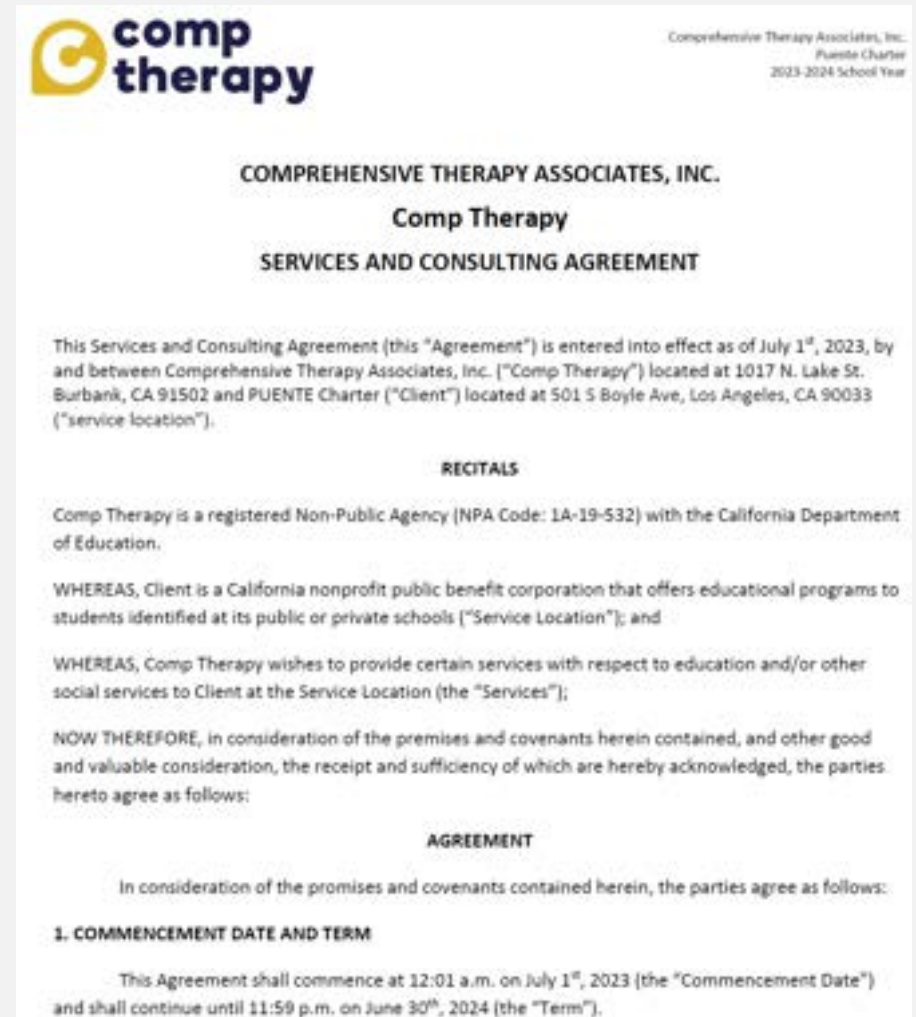 comp
therapy
Comprehensive Therapy Associates, Inc.
Puente Charter
2023-2024 School Year
COMPREHENSIVE THERAPY ASSOCIATES, INC.
Comp Therapy
SERVICES AND CONSULTING AGREEMENT
This Services and Consulting Agreement (this “Agreement”) is entered into effect as of July 1st, 2023, by
and between Comprehensive Therapy Associates, Inc. (“Comp Therapy”) located at 1017 N. Lake St.
Burbank, CA 91502 and PUENTE Charter (“Client”) located at 501 S Boyle Ave, Los Angeles, CA 90033
(“service location”).
RECITALS
Comp Therapy is a registered Non-Public Agency (NPA Code: 1A-19-532) with the California Department
of Education.
WHEREAS, Client is a California nonprofit public benefit corporation that offers educational programs to
students identified at its public or private schools (“Service Location”); and
WHEREAS, Comp Therapy wishes to provide certain services with respect to education and/or other
social services to Client at the Service Location (the “Services”);
NOW THEREFORE, in consideration of the premises and covenants herein contained, and other good
and valuable consideration, the receipt and sufficiency of which are hereby acknowledged, the parties
hereto agree as follows:
AGREEMENT
In consideration of the promises and covenants contained herein, the parties agree as follows:
1. COMMENCEMENT DATE AND TERM
This Agreement shall commence at 12:01 a.m. on July 1st, 2023 (the “Commencement Date”)
and shall continue until 11:59 p.m. on June 30th, 2024 (the “Term”).